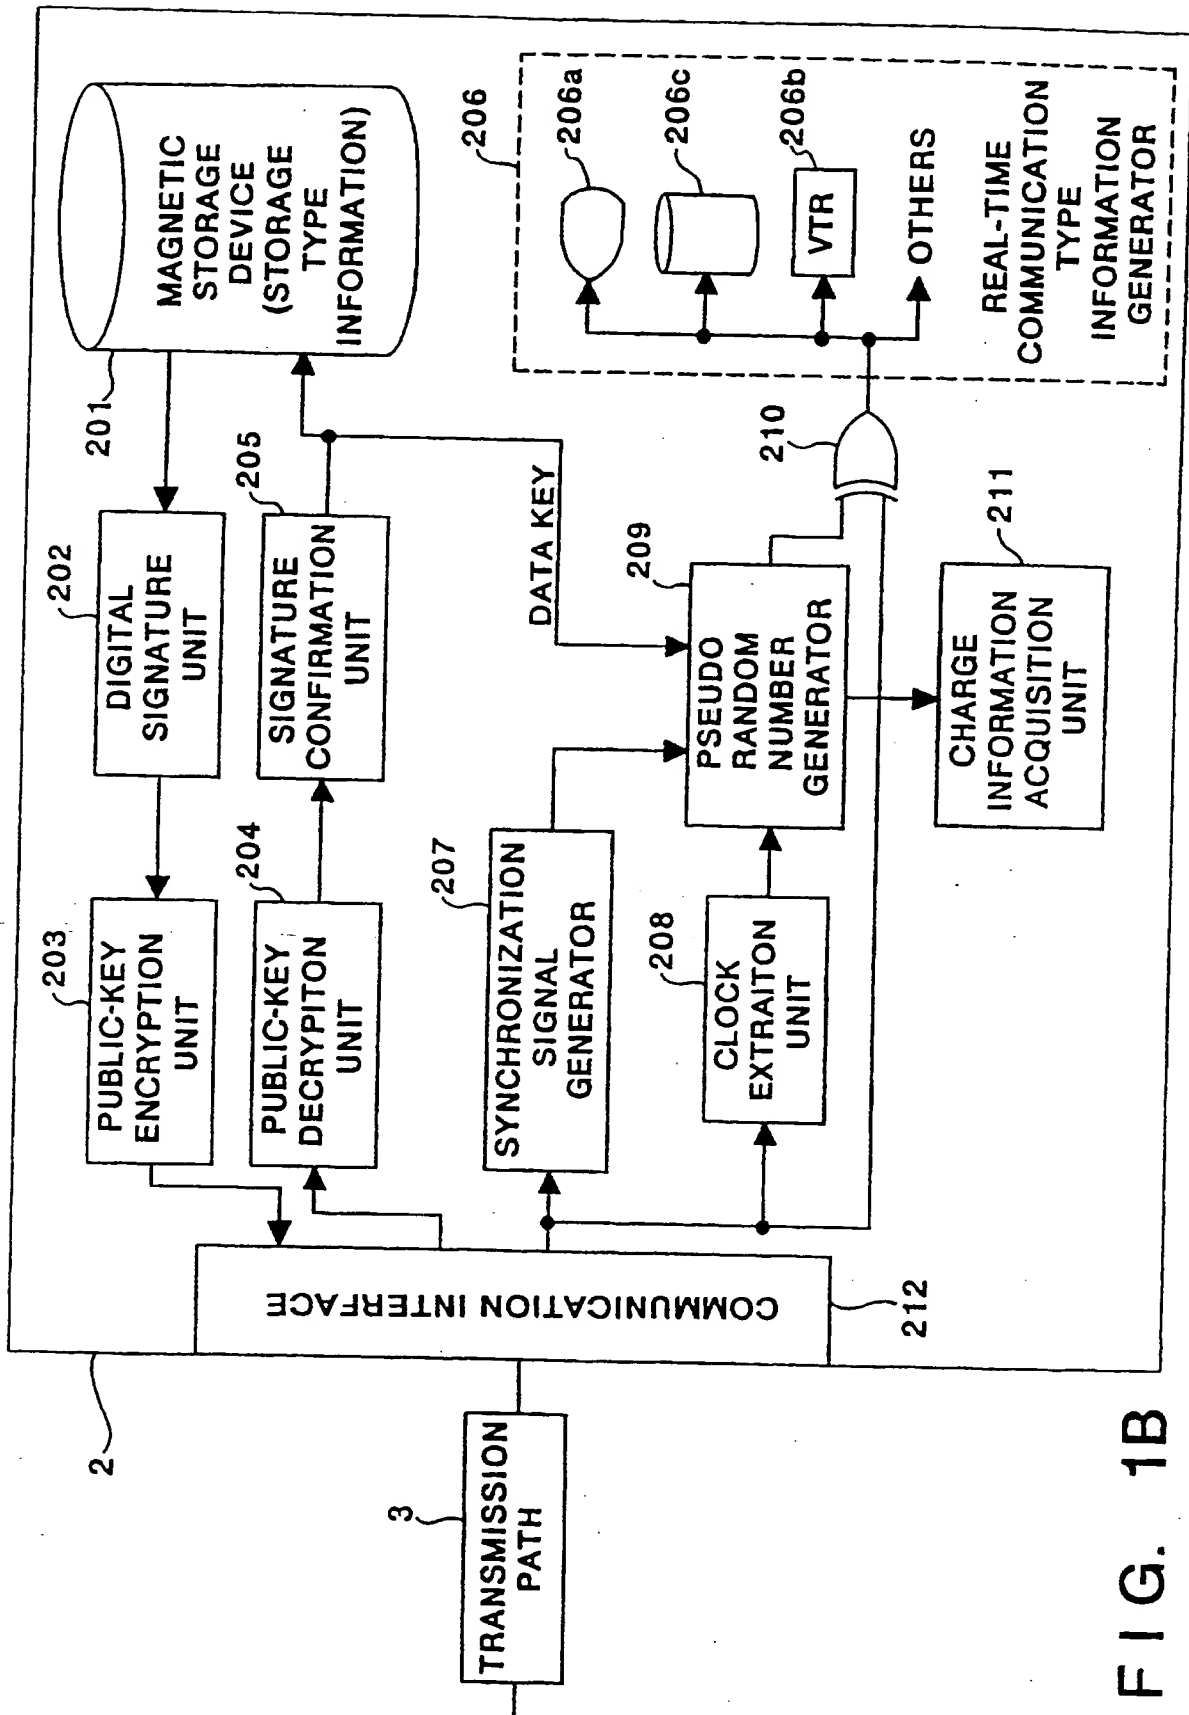 MAGNETIC
STORAGE
DEVICE
(STORAGE
TYPE
INFORMATION)
201
DIGITAL
SIGNATURE
UNIT
202
PUBLIC-KEY
ENCRYPTION
UNIT
203
PUBLIC-KEY
DECRYPITON
UNIT
204
SIGNATURE
CONFIRMATION
UNIT
205
DATA KEY
206
206a
206c
VTR
206b
OTHERS
REAL-TIME
COMMUNICATION
TYPE
INFORMATION
GENERATOR
SYNCHRONIZATION
SIGNAL
GENERATOR
207
CLOCK
EXTRAITON
UNIT
208
PSEUDO
RANDOM
NUMBER
GENERATOR
209
210
CHARGE
INFORMATION
ACQUISITION
UNIT
211
COMMUNICATION INTERFACE
212
2
TRANSMISSION
PATH
3
FIG. 1B